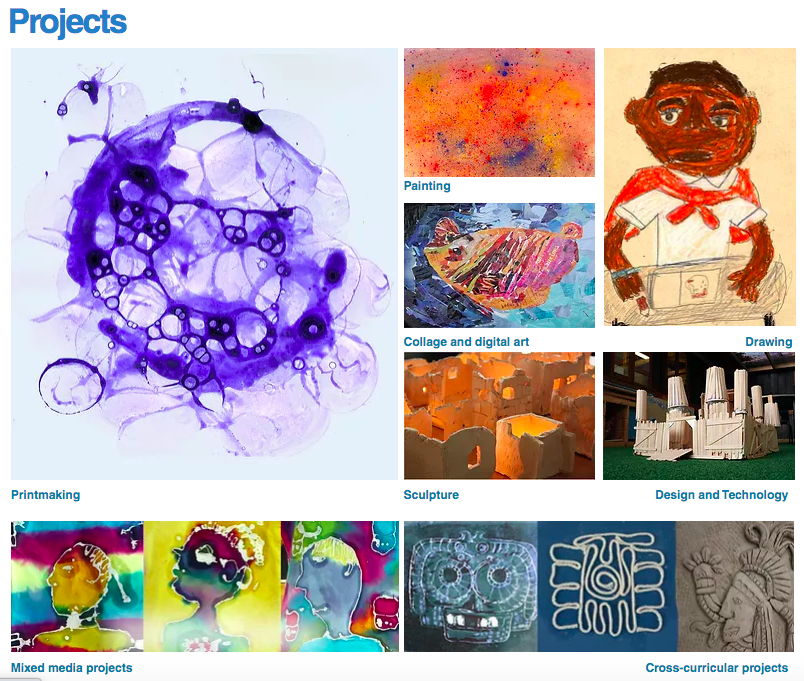 Projects
Painting
Collage and digital art
Drawing
Printmaking
Sculpture
Design and Technology
Mixed media projects
Cross-curricular projects